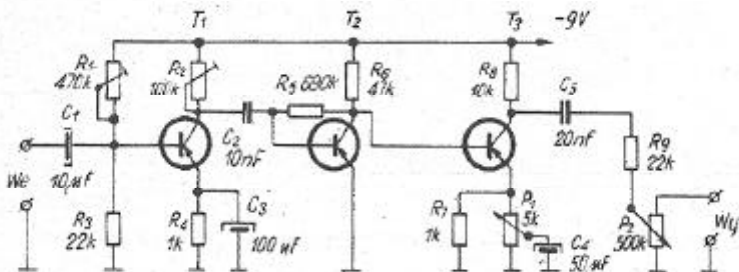 T1
T2
T3
-9V
R1
470k
R2
100k
R5 680k
R6
47k
R8
10k
C5
C1
C2
10nF
20nF
R9
22k
We
10µF
R3
22k
R4
1k
C3
100uF
R7
1k
P1
5k
C4
50µF
P2
500k
Wy